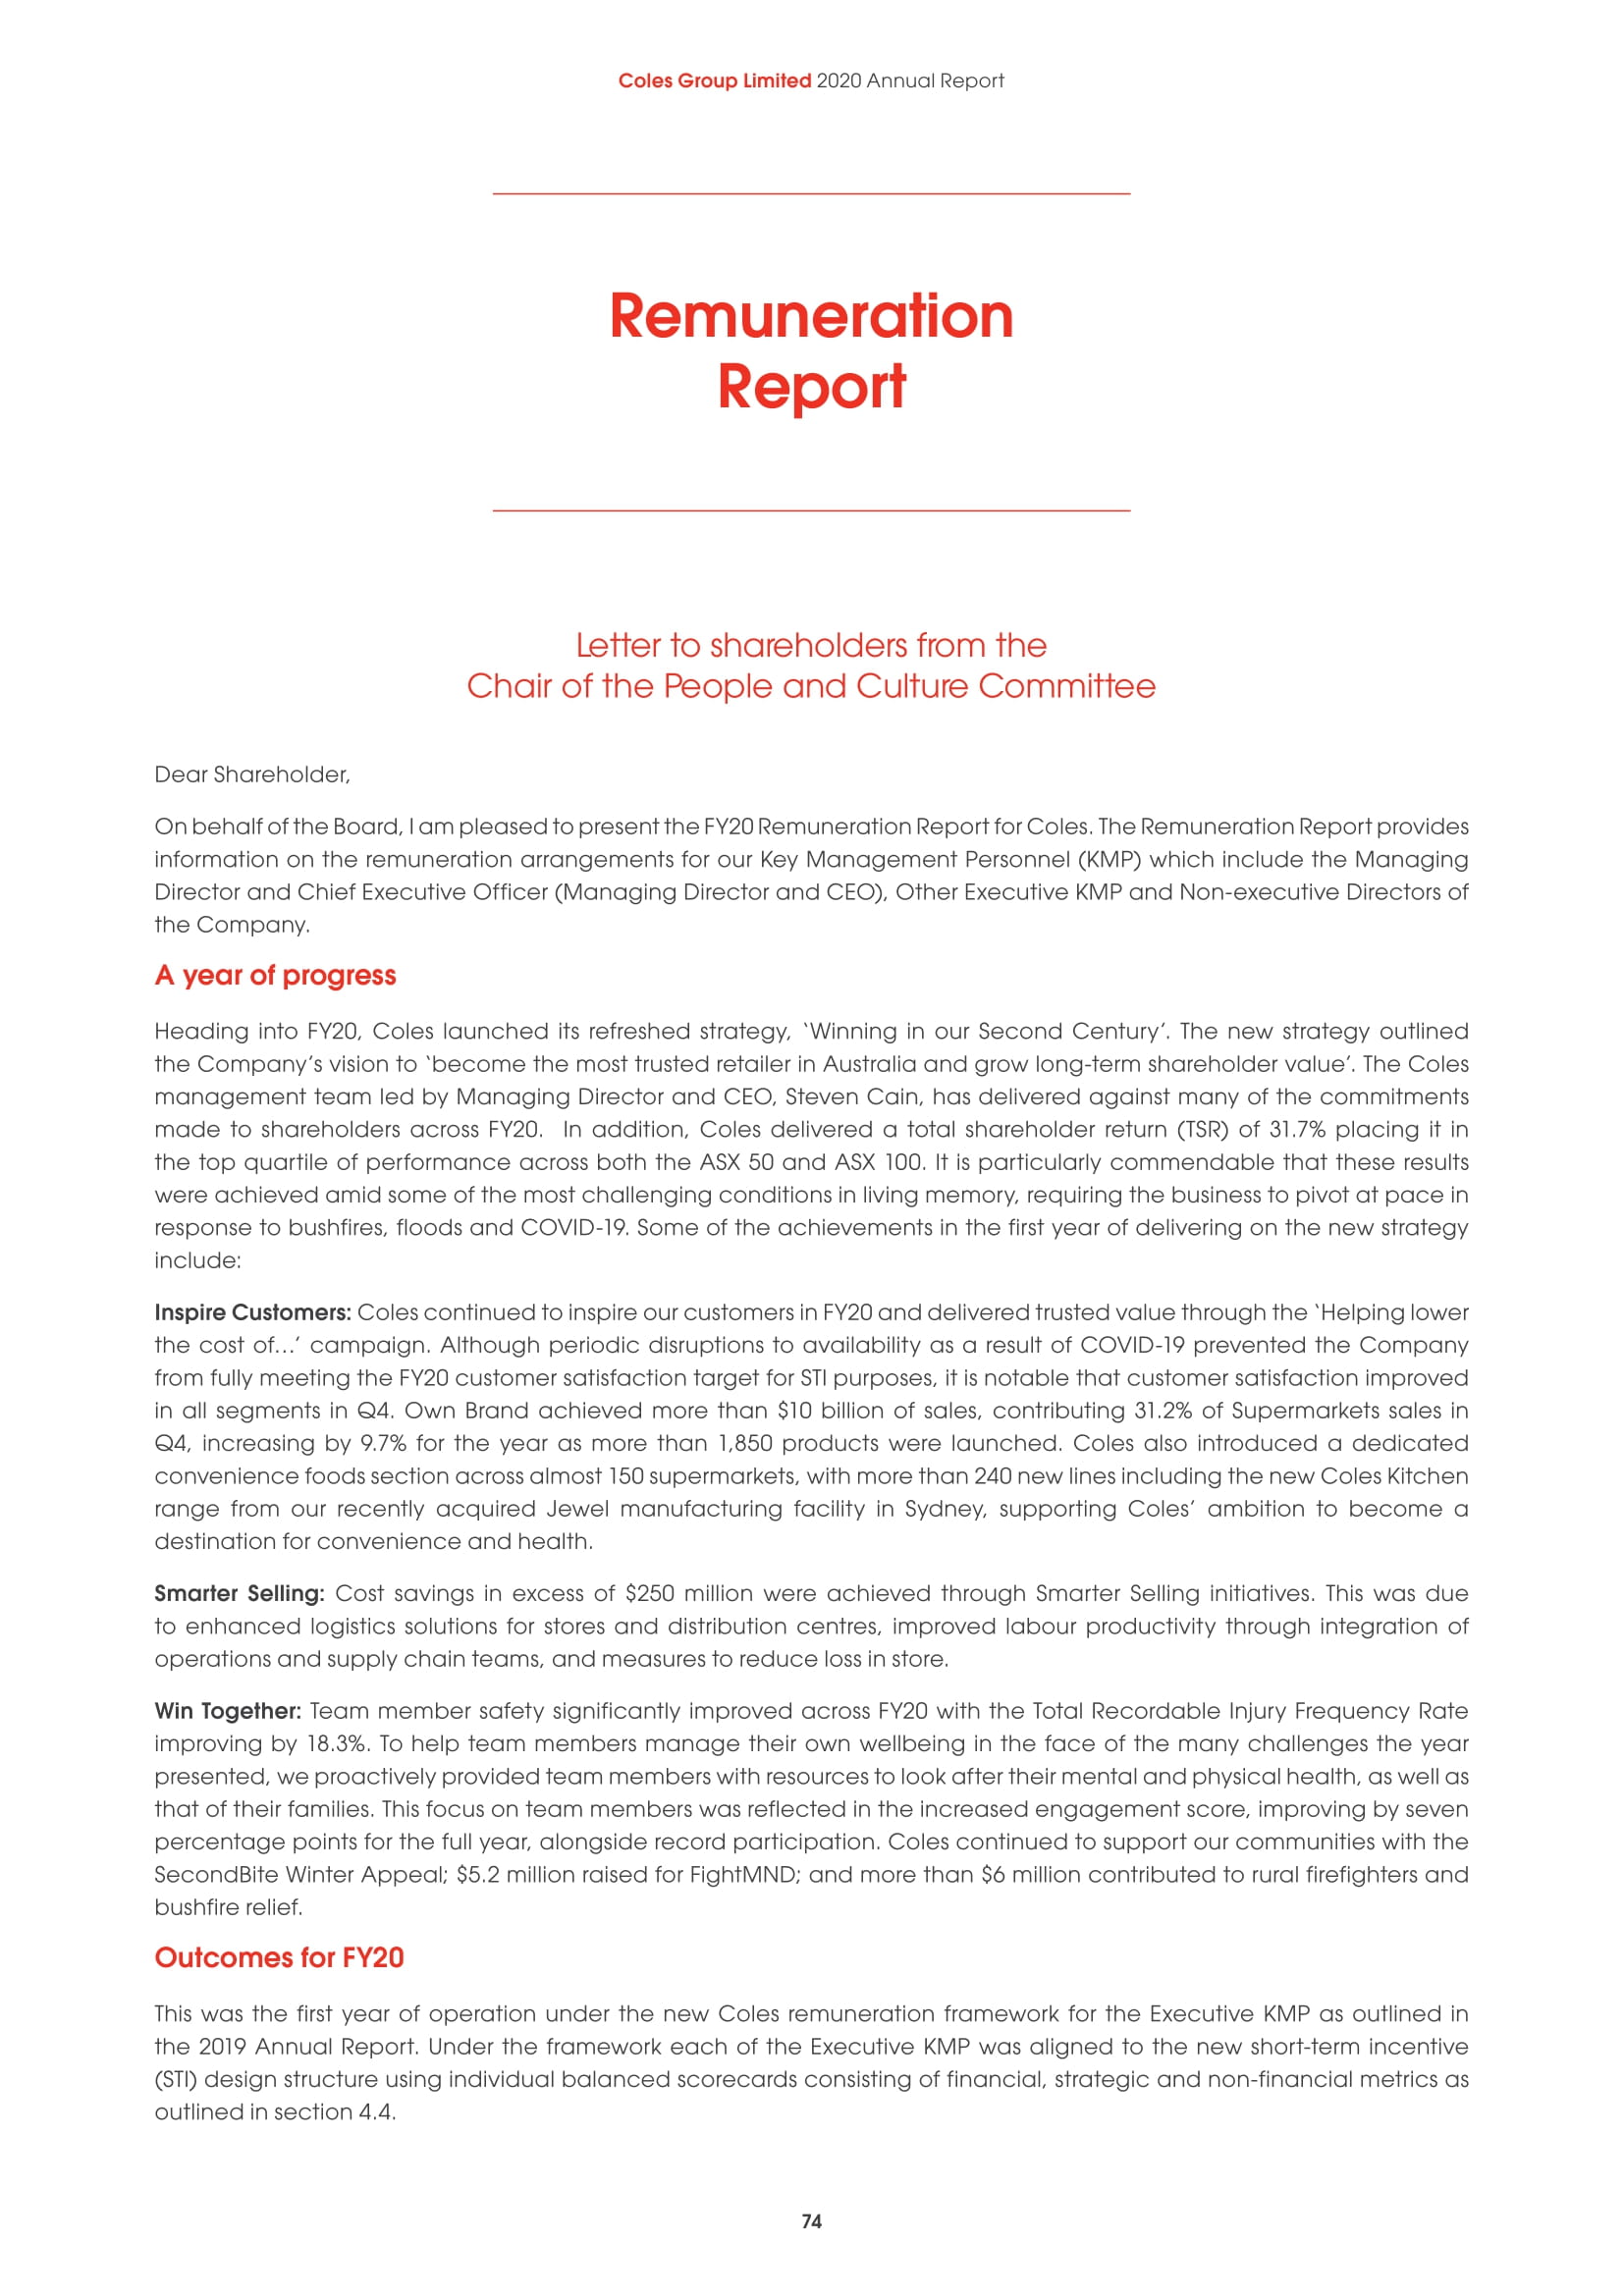 Coles Group Limited 2020 Annual Report
Remuneration
Report
Letter to shareholders from the
Chair of the People and Culture Committee
Dear Shareholder,
On behalf of the Board, I am pleased to present the FY20 Remuneration Report for Coles. The Remuneration Report provides
information on the remuneration arrangements for our Key Management Personnel (KMP) which include the Managing
Director and Chief Executive Officer (Managing Director and CEO), Other Executive KMP and Non-executive Directors of
the Company.
A year of progress
Heading into FY20, Coles launched its refreshed strategy, ‘Winning in our Second Century’. The new strategy outlined
the Company’s vision to ‘become the most trusted retailer in Australia and grow long-term shareholder value’. The Coles
management team led by Managing Director and CEO, Steven Cain, has delivered against many of the commitments
made to shareholders across FY20.  In addition, Coles delivered a total shareholder return (TSR) of 31.7% placing it in
the top quartile of performance across both the ASX 50 and ASX 100. It is particularly commendable that these results
were achieved amid some of the most challenging conditions in living memory, requiring the business to pivot at pace in
response to bushfires, floods and COVID-19. Some of the achievements in the first year of delivering on the new strategy
include:
Inspire Customers: Coles continued to inspire our customers in FY20 and delivered trusted value through the ‘Helping lower
the cost of…’ campaign. Although periodic disruptions to availability as a result of COVID-19 prevented the Company
from fully meeting the FY20 customer satisfaction target for STI purposes, it is notable that customer satisfaction improved
in all segments in Q4. Own Brand achieved more than $10 billion of sales, contributing 31.2% of Supermarkets sales in
Q4, increasing by 9.7% for the year as more than 1,850 products were launched. Coles also introduced a dedicated
convenience foods section across almost 150 supermarkets, with more than 240 new lines including the new Coles Kitchen
range from our recently acquired Jewel manufacturing facility in Sydney, supporting Coles’ ambition to become a
destination for convenience and health.
Smarter Selling: Cost savings in excess of $250 million were achieved through Smarter Selling initiatives. This was due
to enhanced logistics solutions for stores and distribution centres, improved labour productivity through integration of
operations and supply chain teams, and measures to reduce loss in store.
Win Together: Team member safety significantly improved across FY20 with the Total Recordable Injury Frequency Rate
improving by 18.3%. To help team members manage their own wellbeing in the face of the many challenges the year
presented, we proactively provided team members with resources to look after their mental and physical health, as well as
that of their families. This focus on team members was reflected in the increased engagement score, improving by seven
percentage points for the full year, alongside record participation. Coles continued to support our communities with the
SecondBite Winter Appeal; $5.2 million raised for FightMND; and more than $6 million contributed to rural firefighters and
bushfire relief.
Outcomes for FY20
This was the first year of operation under the new Coles remuneration framework for the Executive KMP as outlined in
the 2019 Annual Report. Under the framework each of the Executive KMP was aligned to the new short-term incentive
(STI) design structure using individual balanced scorecards consisting of financial, strategic and non-financial metrics as
outlined in section 4.4.
74